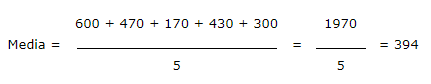 600 + 470 + 170 + 430 + 300 1970
Media = = = 394
5 5